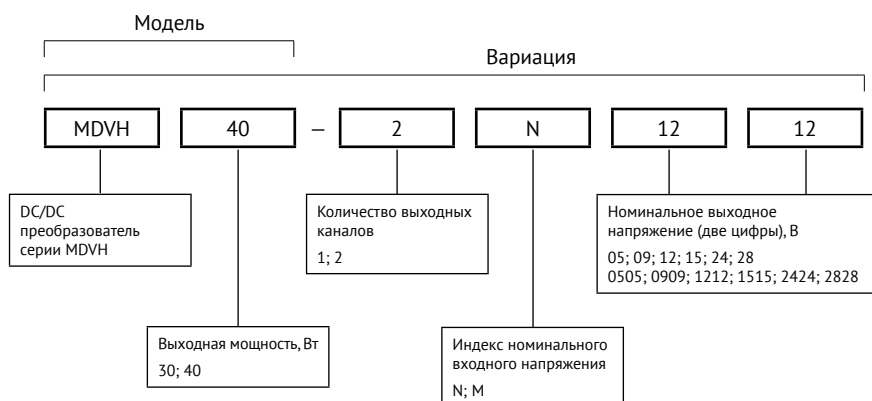 Модель
Вариация
MDVH 40 – 2 N 12 12
DC/DC
преобразователь
серии MDVH
Количество выходных
каналов
1; 2
Номинальное выходное
напряжение (две цифры), В
05; 09; 12; 15; 24; 28
0505; 0909; 1212; 1515; 2424; 2828
Выходная мощность, Вт
30; 40
Индекс номинального
входного напряжения
N; M